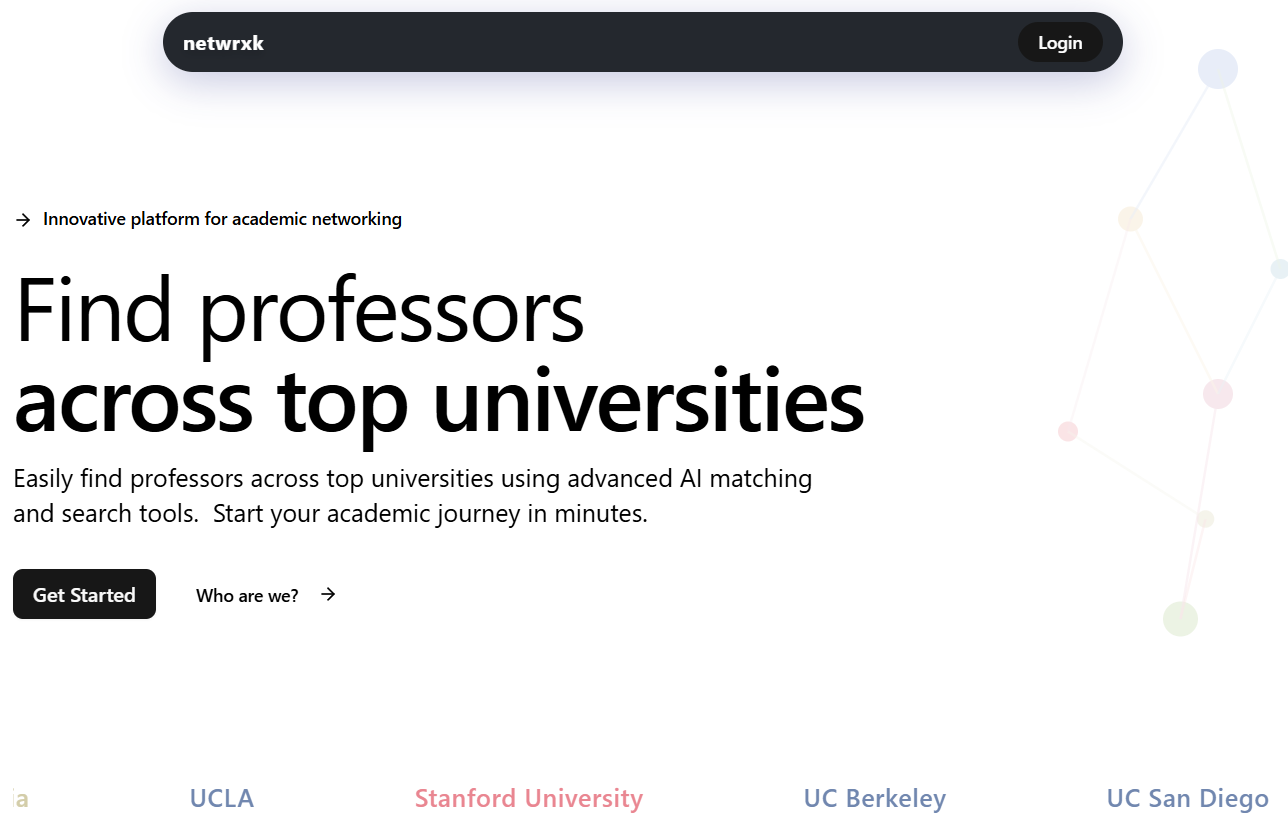 netwrxk
Login
Innovative platform for academic networking
Find professors
across top universities
Easily find professors across top universities using advanced AI matching
and search tools.  Start your academic journey in minutes.
Get Started
Who are we?
ia UCLA Stanford University UC Berkeley UC San Diego